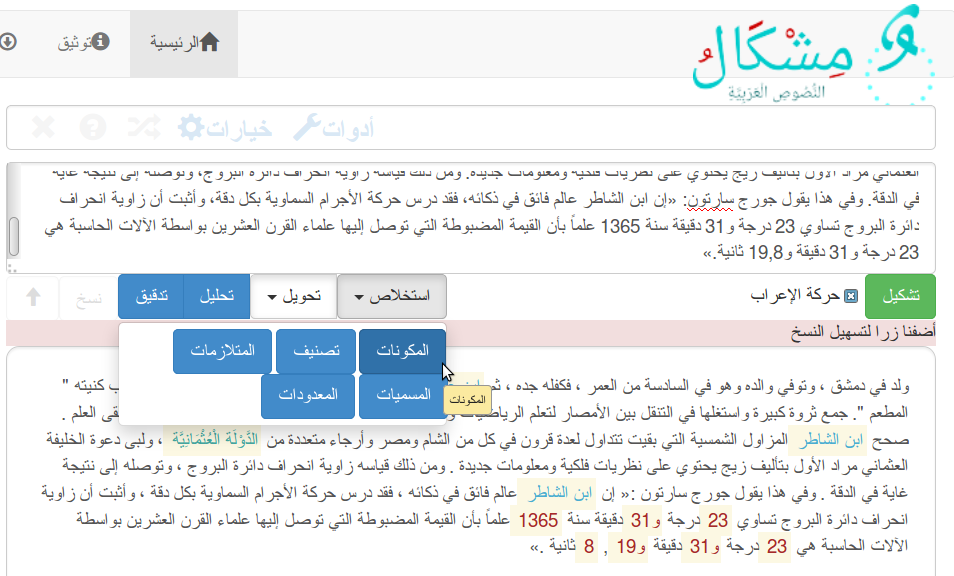 الرئيسية
توثيق
مِشْكَالُ
النُّصُوصِ الْعَرَبِيَّةِ
أدوات
خيارات
العثماني مراد الأول بتأليف زيج يحتوي على نظريات فلكية ومعلومات جديدة. ومن ذلك قياسه زاوية انحراف دائرة البروج، وتوصله إلى نتيجة غاية
في الدقة. وفي هذا يقول جورج سارتون: «إن ابن الشاطر عالم فائق في ذكائه، فقد درس حركة الأجرام السماوية بكل دقة، وأثبت أن زاوية انحراف
دائرة البروج تساوي 23 درجة و31 دقيقة سنة 1365 علماً بأن القيمة المضبوطة التي توصل إليها علماء القرن العشرين بواسطة الآلات الحاسبة هي
23 درجة و31 دقيقة و19,8 ثانية.»
تشكيل
حركة الإعراب
استخلاص
تحويل
تحليل
تدقيق
نسخ
أضفنا زرا لتسهيل النسخ
المكونات
تصنيف
المتلازمات
المسميات
المعدودات
المكونات
ولد في دمشق ، وتوفي والده وهو في السادسة من العمر ، فكفله جده ، ثم ب كنيته "
المطعم ". جمع ثروة كبيرة واستغلها في التنقل بين الأمصار لتعلم الرياضيات قى العلم .
صحح ابن الشاطر المزاول الشمسية التي بقيت تتداول لعدة قرون في كل من الشام ومصر وأرجاء متعددة من الدَّوْلَة الْعُثْمَانِيَّة ، ولبى دعوة الخليفة
العثماني مراد الأول بتأليف زيج يحتوي على نظريات فلكية ومعلومات جديدة . ومن ذلك قياسه زاوية انحراف دائرة البروج ، وتوصله إلى نتيجة
غاية في الدقة . وفي هذا يقول جورج سارتون :« إن ابن الشاطر عالم فائق في ذكائه ، فقد درس حركة الأجرام السماوية بكل دقة ، وأثبت أن زاوية
انحراف دائرة البروج تساوي 23 درجة و31 دقيقة سنة 1365 علماً بأن القيمة المضبوطة التي توصل إليها علماء القرن العشرين بواسطة
الآلات الحاسبة هي 23 درجة و31 دقيقة و19 , 8 ثانية .»